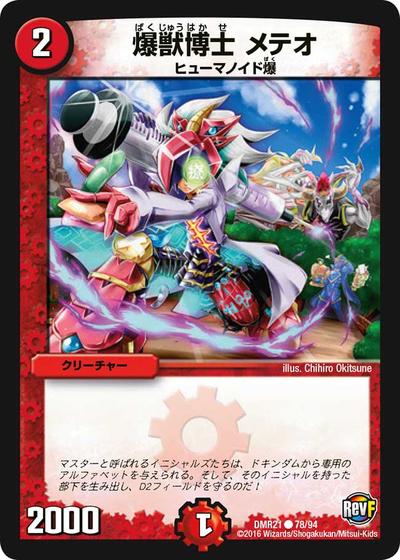 2
ばくじゅうはかせ
爆獣博士 メテオ
ヒューマノイド爆
ばく
療
クリーチャー
illus. Chihiro Okitsune
マスターと呼ばれるイニシャルズたちは、ドキンダムから専用の
アルファベットを与えられる。そして、そのイニシャルを持った
部下を生み出し、D2フィールドを守るのだ！
2000
1
RevF
DMR21 ● 78/94
©2016 Wizards/Shogakukan/Mitsui-Kids